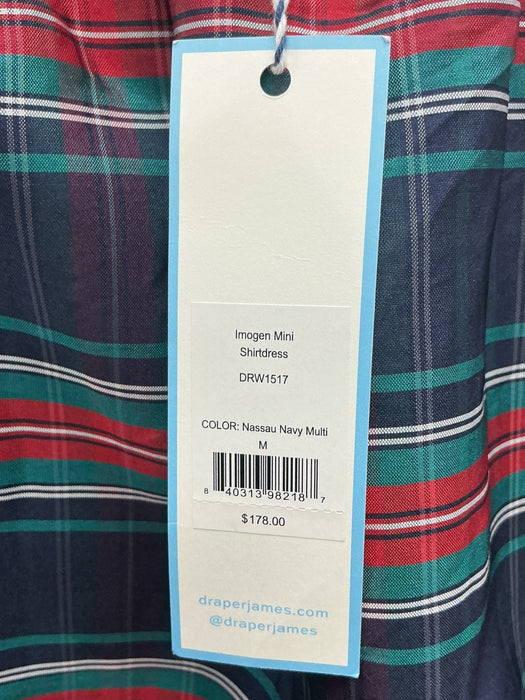 Imogen Mini
Shirtdress
DRW1517
COLOR: Nassau Navy Multi
M
8 40313 98218 7
$178.00
draperjames.com
@draperjames